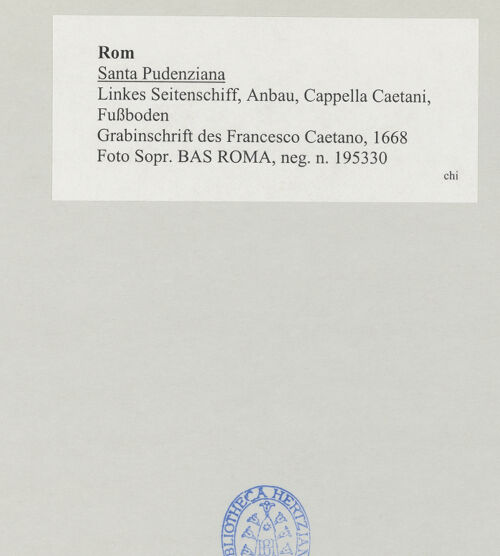 Rom
Santa Pudenziana
Linkes Seitenschiff, Anbau, Cappella Caetani,
Fußboden
Grabinschrift des Francesco Caetano, 1668
Foto Sopr. BAS ROMA, neg. n. 195330
chi
BIBLIOTHECA HERTZIAN